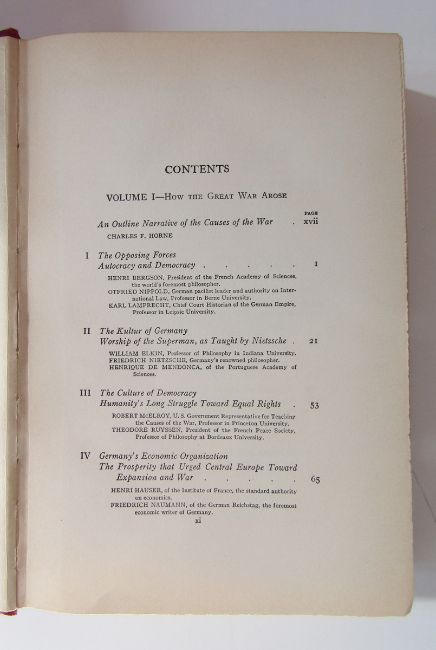 CONTENTS
VOLUME I—HOW THE GREAT WAR AROSE
PAGE
An Outline Narrative of the Causes of the War . xvii
CHARLES F. HORNE
I The Opposing Forces
Autocracy and Democracy . . . . . 1
HENRI BERGSON, President of the French Academy of Sciences,
the world's foremost philosopher.
OTFRIED NIPPOLD, German pacifist leader and authority on Inter-
national Law, Professor in Berne University.
KARL LAMPRECHT, Chief Court Historian of the German Empire,
Professor in Leipsic University.
II The Kultur of Germany
Worship of the Superman, as Taught by Nietzsche . 21
WILLIAM ELKIN, Professor of Philosophy in Indiana University.
FRIEDRICH NIETZSCHE, Germany's renowned philosopher.
HENRIQUE DE MENDONCA, of the Portuguese Academy of
Sciences.
III The Culture of Democracy
Humanity's Long Struggle Toward Equal Rights . 53
ROBERT McELROY, U. S. Government Representative for Teaching
the Causes of the War, Professor in Princeton University.
THEODORE RUYSSEN, President of the French Peace Society,
Professor of Philosophy at Bordeaux University.
IV Germany's Economic Organization
The Prosperity that Urged Central Europe Toward
Expansion and War . . . . . 65
HENRI HAUSER, of the Institute of France, the standard authority
on economics.
FRIEDRICH NAUMANN, of the German Reichstag, the foremost
economic writer of Germany.
xi